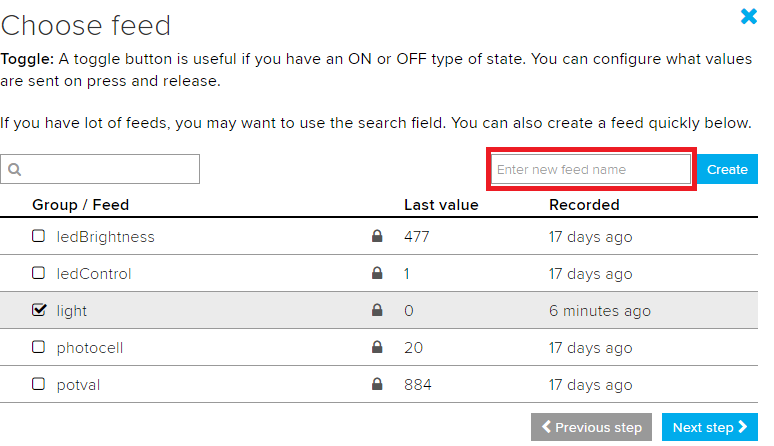 Choose feed
Toggle: A toggle button is useful if you have an ON or OFF type of state. You can configure what values
are sent on press and release.
If you have lot of feeds, you may want to use the search field. You can also create a feed quickly below.
Enter new feed name Create
Group / Feed Last value Recorded
ledBrightness 477 17 days ago
ledControl 1 17 days ago
light 0 6 minutes ago
photocell 20 17 days ago
potval 884 17 days ago
Previous step Next step